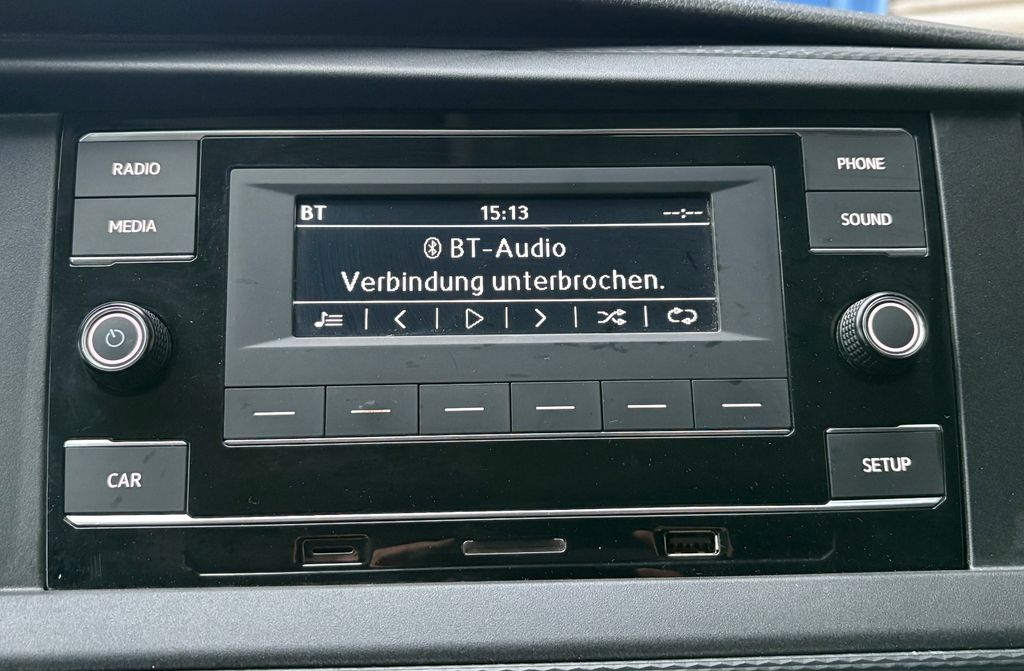 RADIO
MEDIA
BT 15:13 --:--
BT-Audio
Verbindung unterbrochen.
PHONE
SOUND
CAR
SETUP